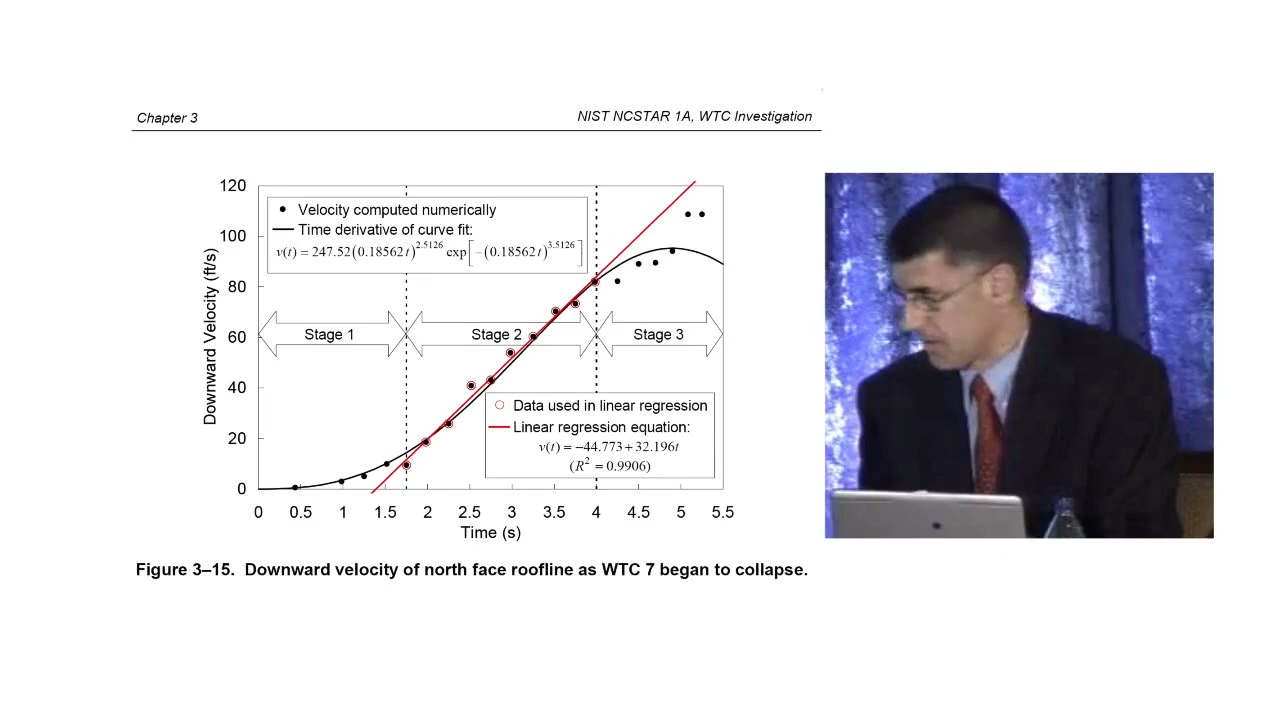 Chapter 3
NIST NCSTAR 1A, WTC Investigation
120
100
80
60
40
20
0
Downward Velocity (ft/s)
Velocity computed numerically
Time derivative of curve fit:
v(t) = 247.52(0.18562t)^2.5126 exp[-(0.18562t)^3.5126]
Stage 1
Stage 2
Stage 3
Data used in linear regression
Linear regression equation:
v(t) = −44.773+32.196t
(R² = 0.9906)
0 0.5 1 1.5 2 2.5 3 3.5 4 4.5 5 5.5
Time (s)
Figure 3–15. Downward velocity of north face roofline as WTC 7 began to collapse.